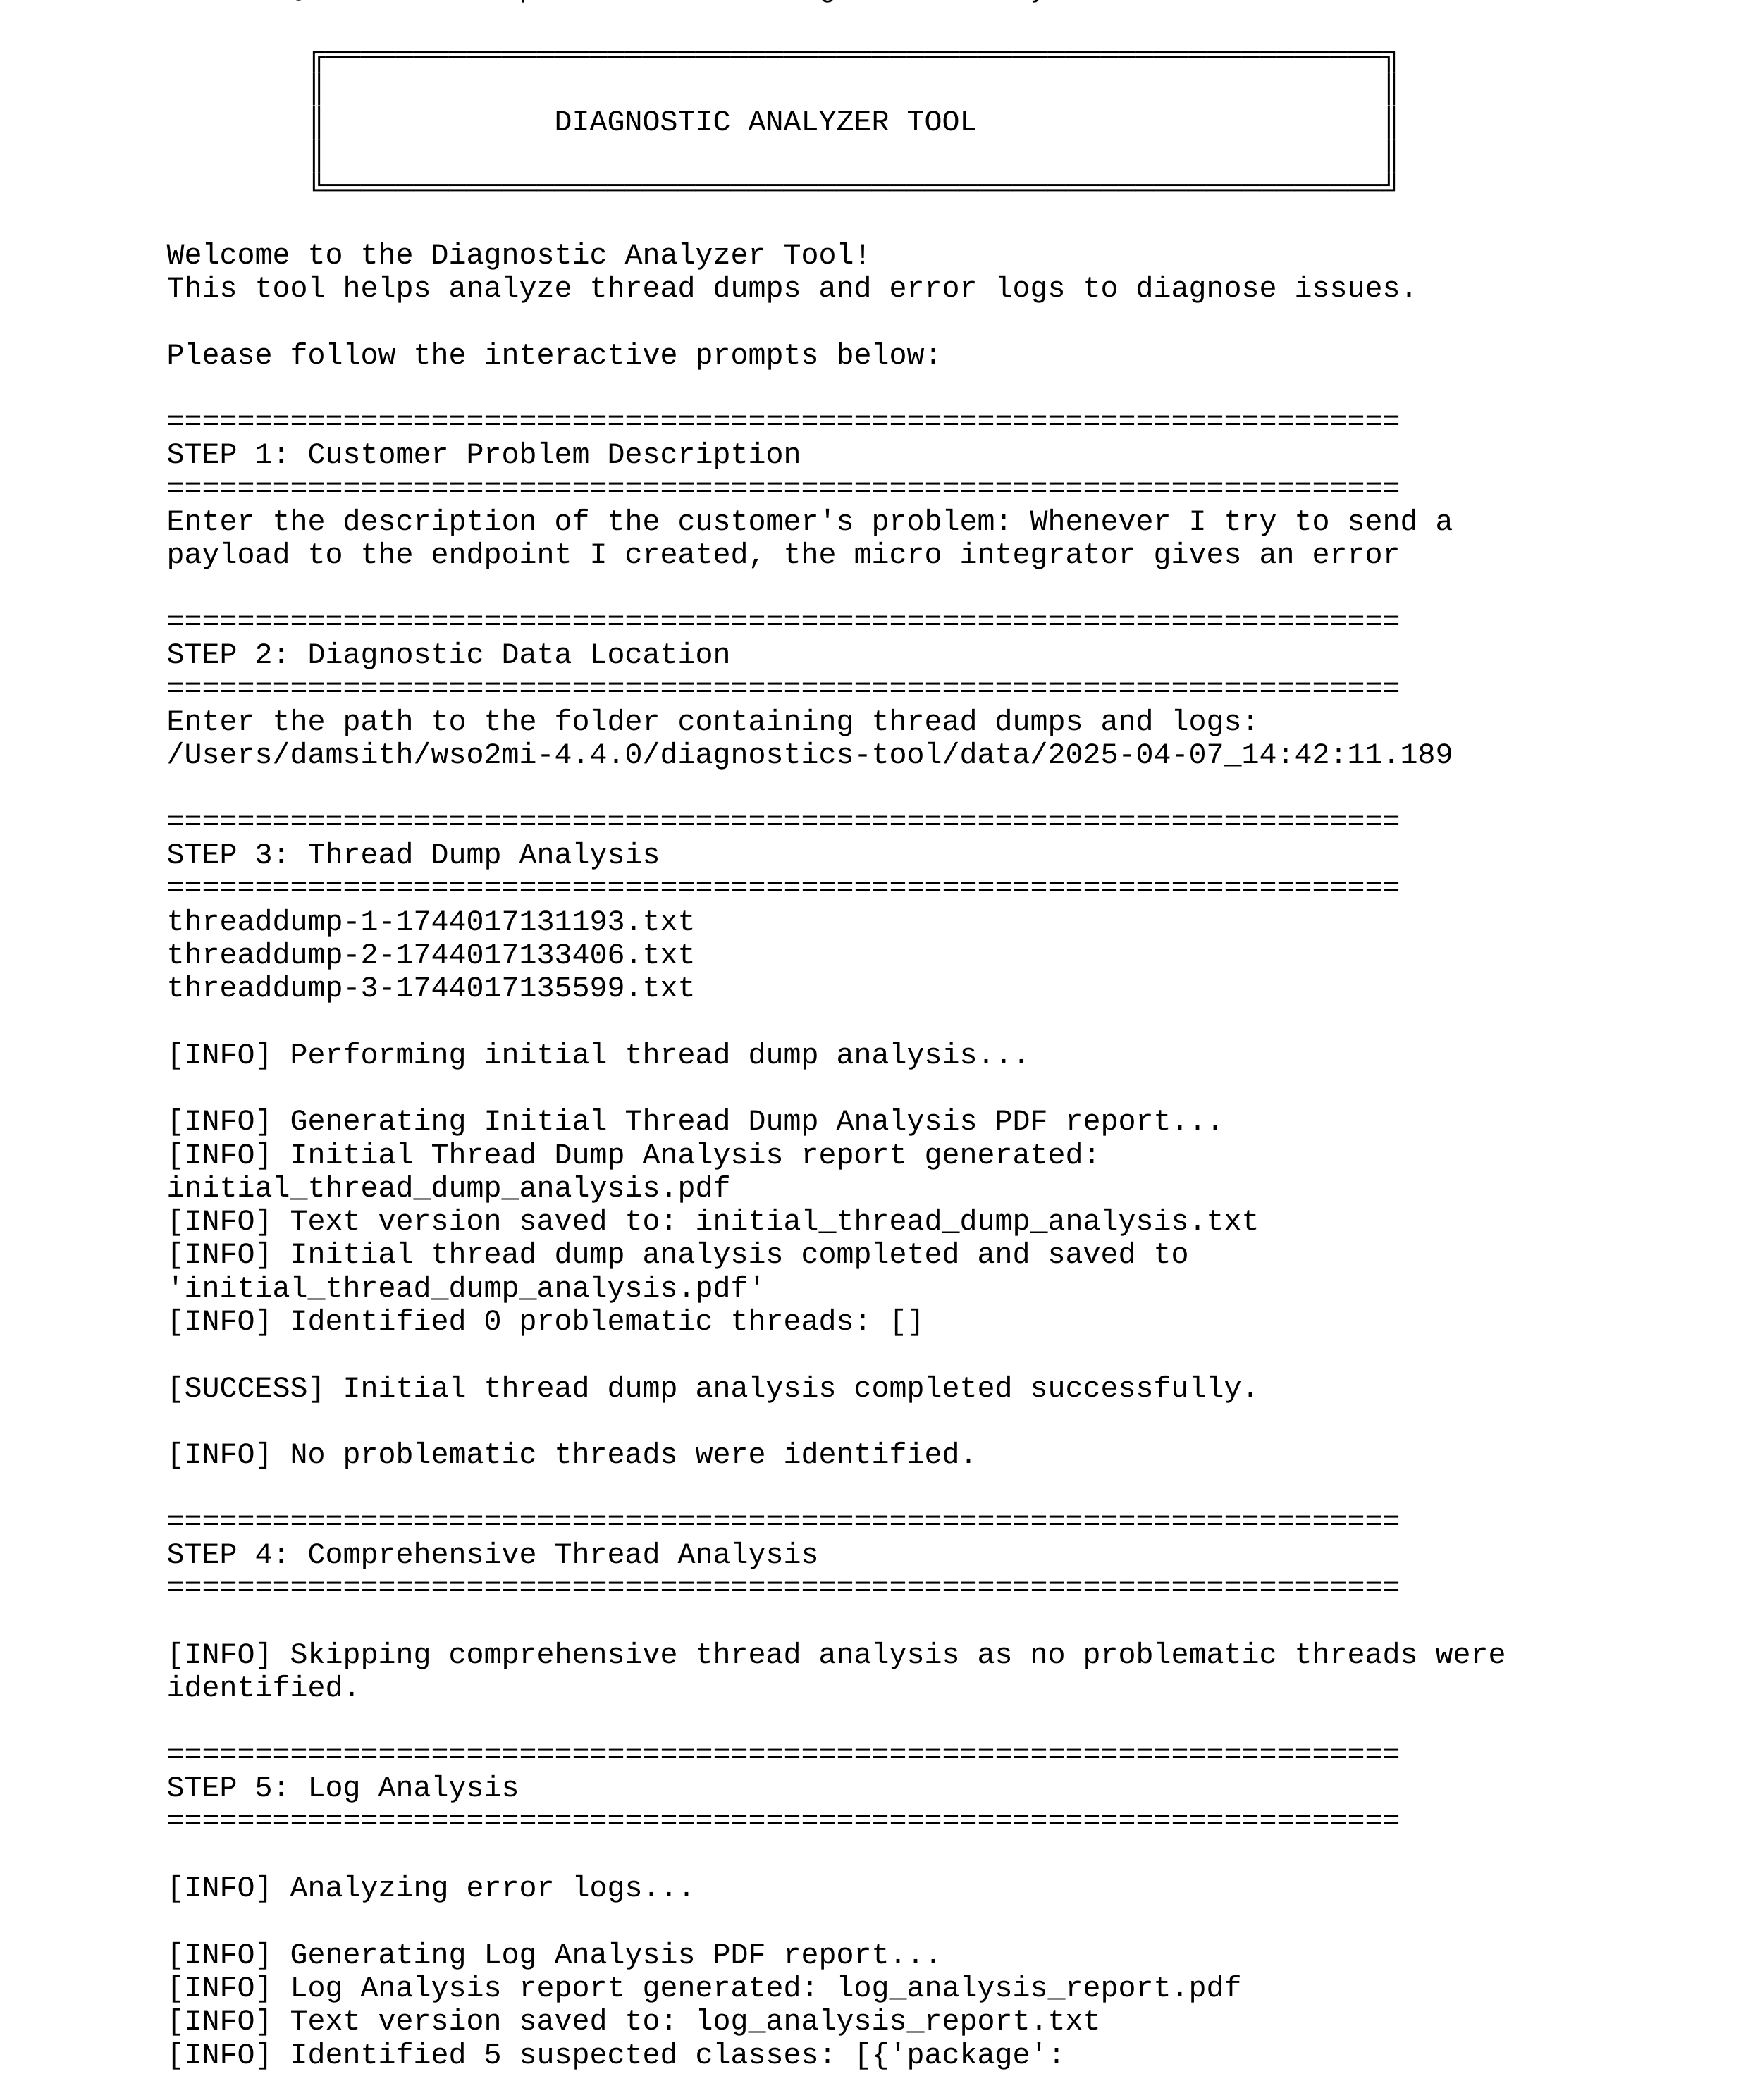 DIAGNOSTIC ANALYZER TOOL
Welcome to the Diagnostic Analyzer Tool!
This tool helps analyze thread dumps and error logs to diagnose issues.
Please follow the interactive prompts below:
======================================================================
STEP 1: Customer Problem Description
======================================================================
Enter the description of the customer's problem: Whenever I try to send a
payload to the endpoint I created, the micro integrator gives an error
======================================================================
STEP 2: Diagnostic Data Location
======================================================================
Enter the path to the folder containing thread dumps and logs:
/Users/damsith/wso2mi-4.4.0/diagnostics-tool/data/2025-04-07_14:42:11.189
======================================================================
STEP 3: Thread Dump Analysis
======================================================================
threaddump-1-1744017131193.txt
threaddump-2-1744017133406.txt
threaddump-3-1744017135599.txt
[INFO] Performing initial thread dump analysis...
[INFO] Generating Initial Thread Dump Analysis PDF report...
[INFO] Initial Thread Dump Analysis report generated:
initial_thread_dump_analysis.pdf
[INFO] Text version saved to: initial_thread_dump_analysis.txt
[INFO] Initial thread dump analysis completed and saved to
'initial_thread_dump_analysis.pdf'
[INFO] Identified 0 problematic threads: []
[SUCCESS] Initial thread dump analysis completed successfully.
[INFO] No problematic threads were identified.
======================================================================
STEP 4: Comprehensive Thread Analysis
======================================================================
[INFO] Skipping comprehensive thread analysis as no problematic threads were
identified.
======================================================================
STEP 5: Log Analysis
======================================================================
[INFO] Analyzing error logs...
[INFO] Generating Log Analysis PDF report...
[INFO] Log Analysis report generated: log_analysis_report.pdf
[INFO] Text version saved to: log_analysis_report.txt
[INFO] Identified 5 suspected classes: [{'package':